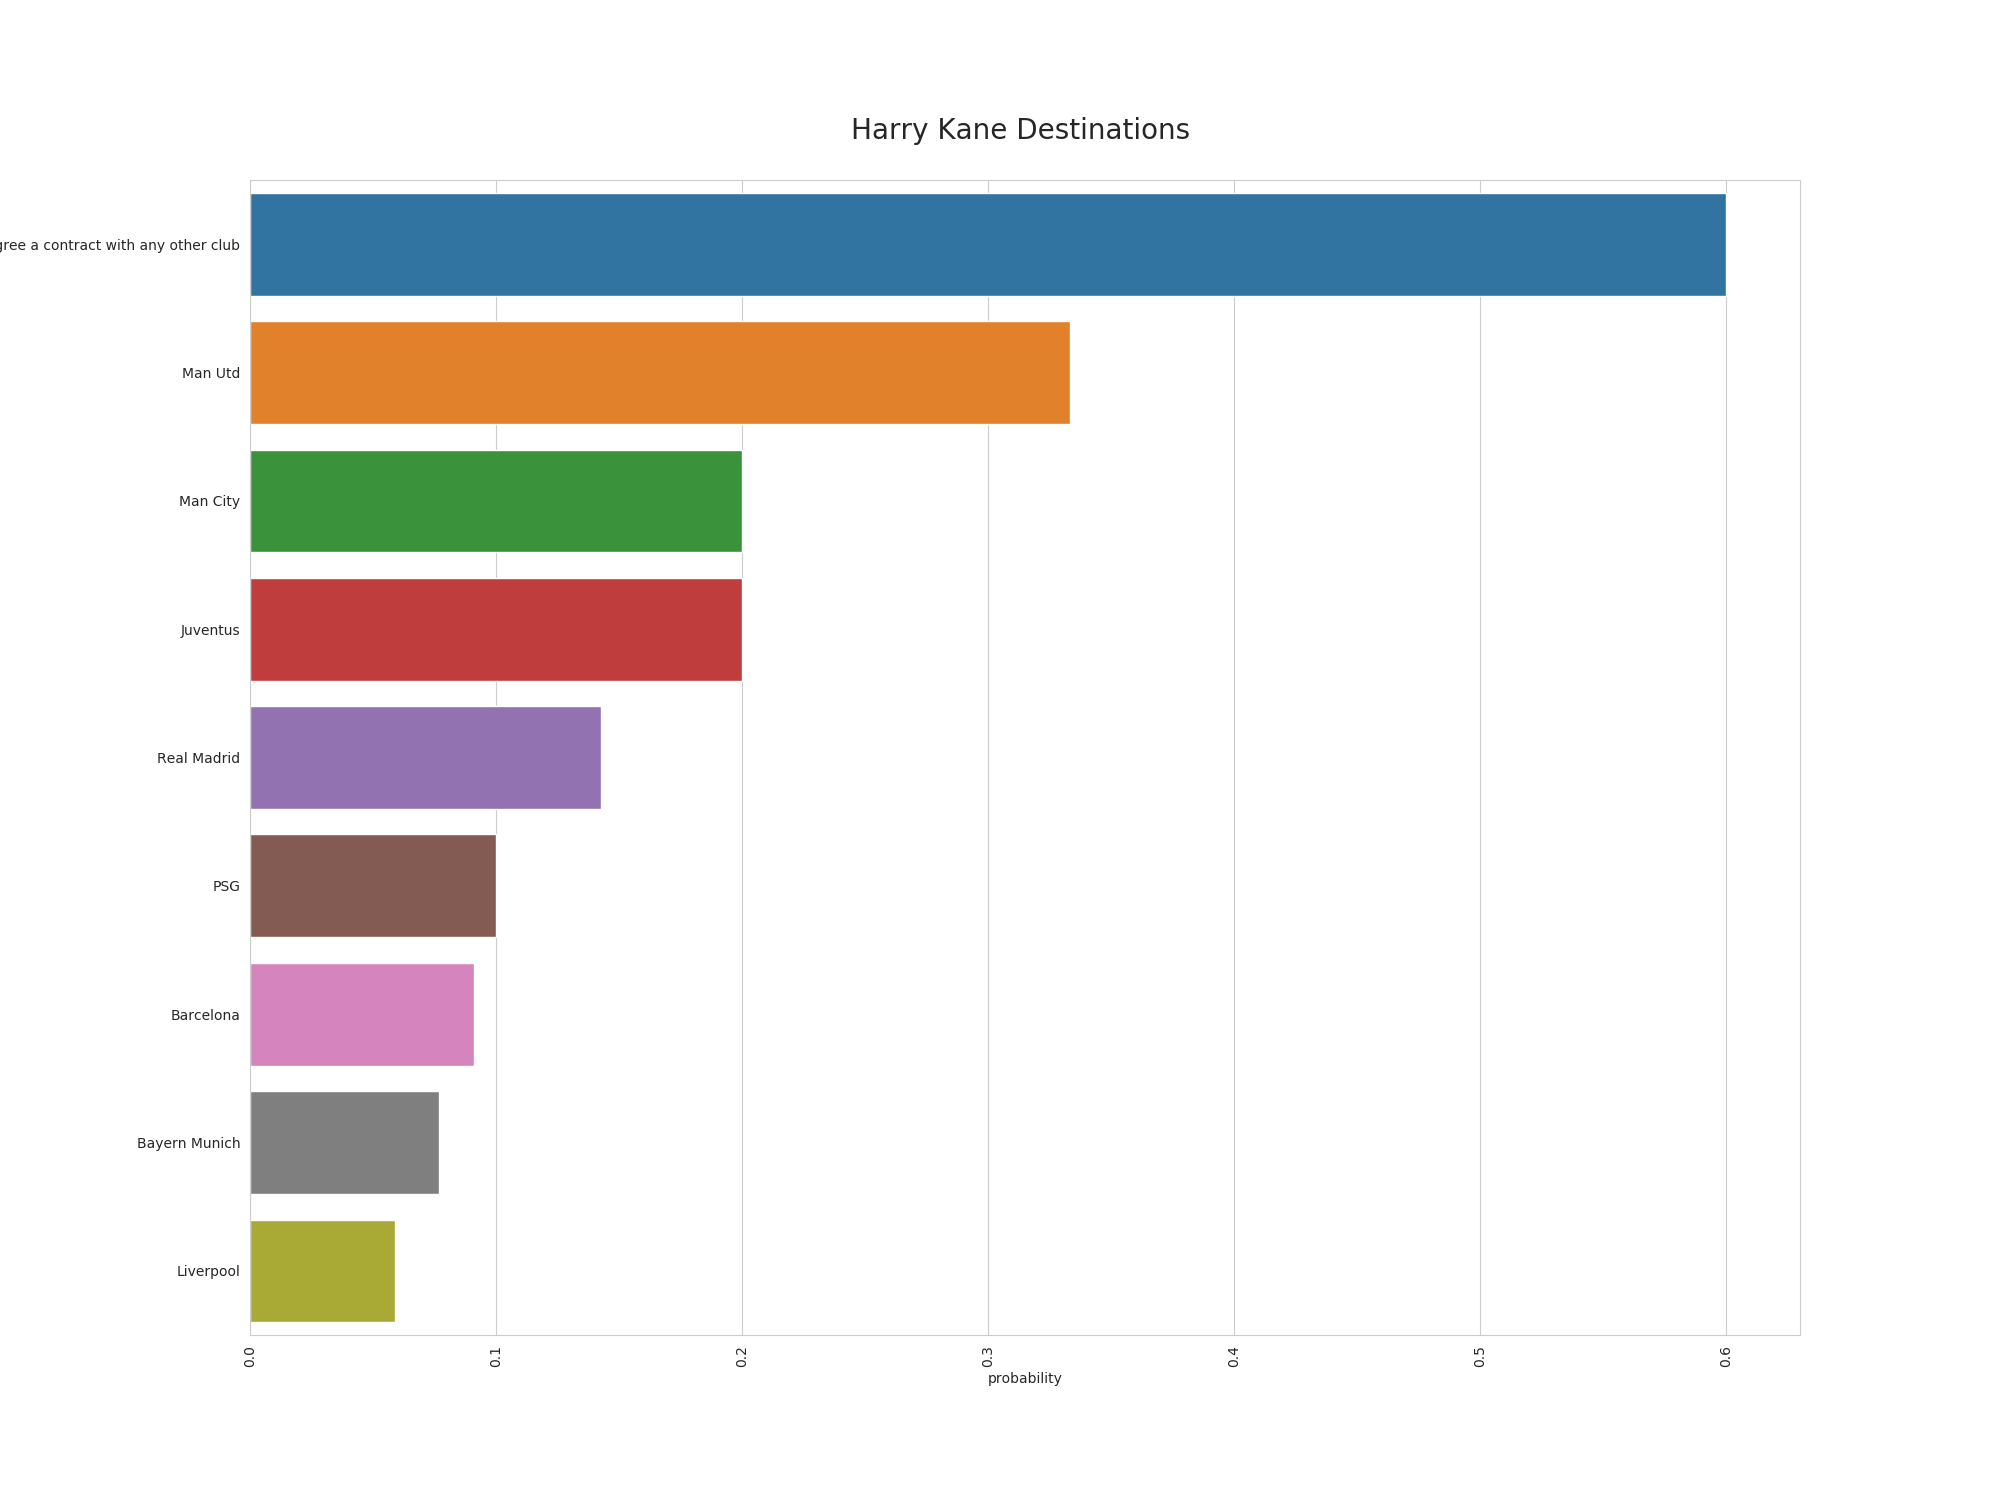 Harry Kane Destinations
a contract with any other club
Man Utd
Man City
Juventus
Real Madrid
PSG
Barcelona
Bayern Munich
Liverpool
0.0 0.1 0.2 0.3 0.4 0.5 0.6
probability